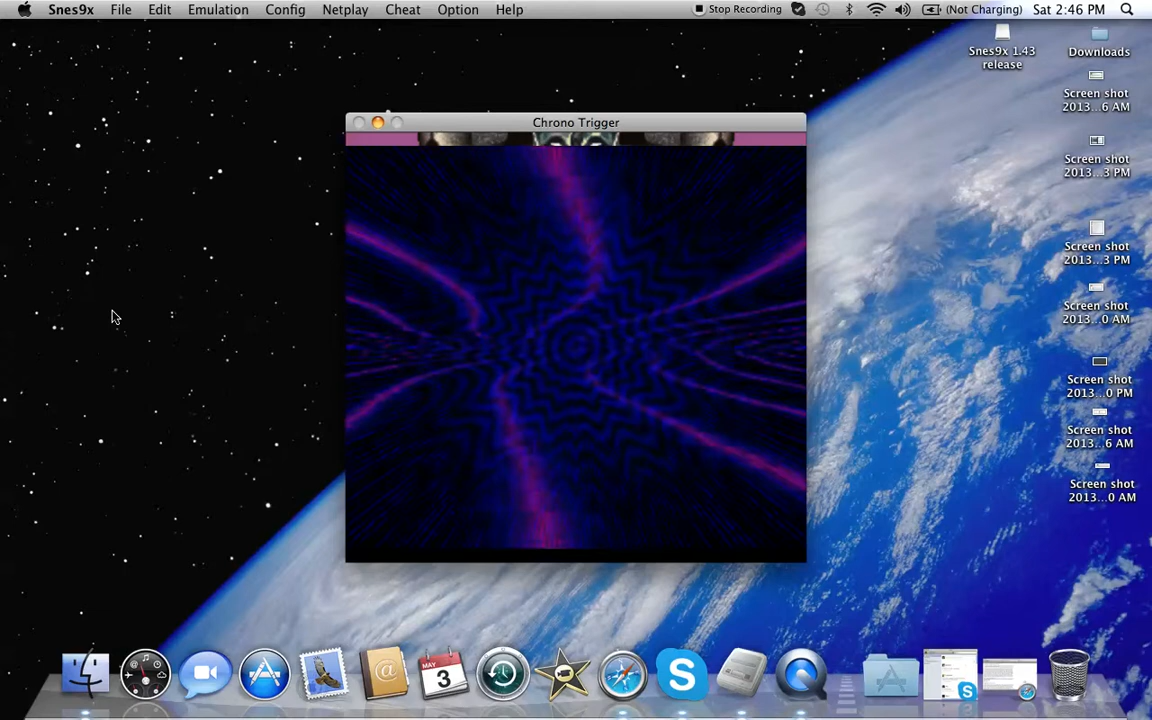 Snes9x File Edit Emulation Config Netplay Cheat Option Help Stop Recording (Not Charging) Sat 2:46 PM
Snes9x 1.43
release
Downloads
Screen shot
2013...6 AM
Chrono Trigger
Screen shot
2013...3 PM
Screen shot
2013...3 PM
Screen shot
2013...0 AM
Screen shot
2013...0 PM
Screen shot
2013...6 AM
Screen shot
2013...0 AM
MAY
3